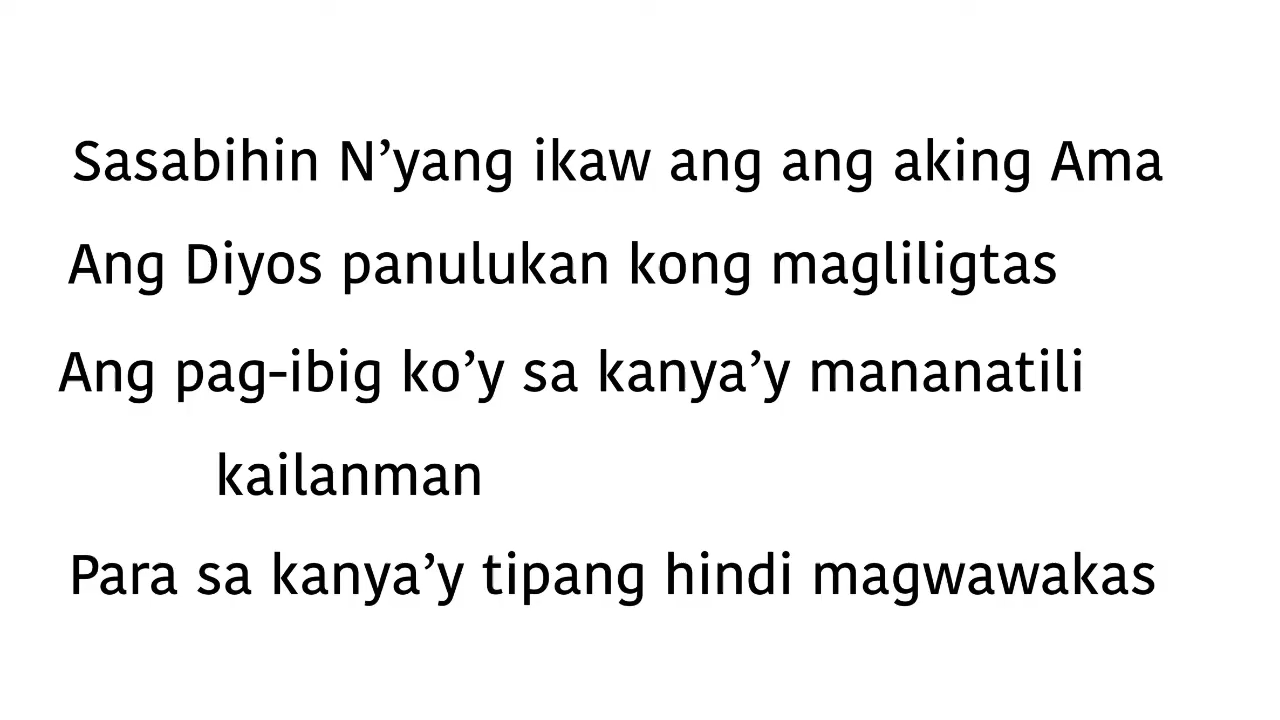 Sasabihin N’yang ikaw ang ang aking Ama
Ang Diyos panulukan kong magliligtas
Ang pag-ibig ko’y sa kanya’y mananatili
kailanman
Para sa kanya’y tipang hindi magwawakas